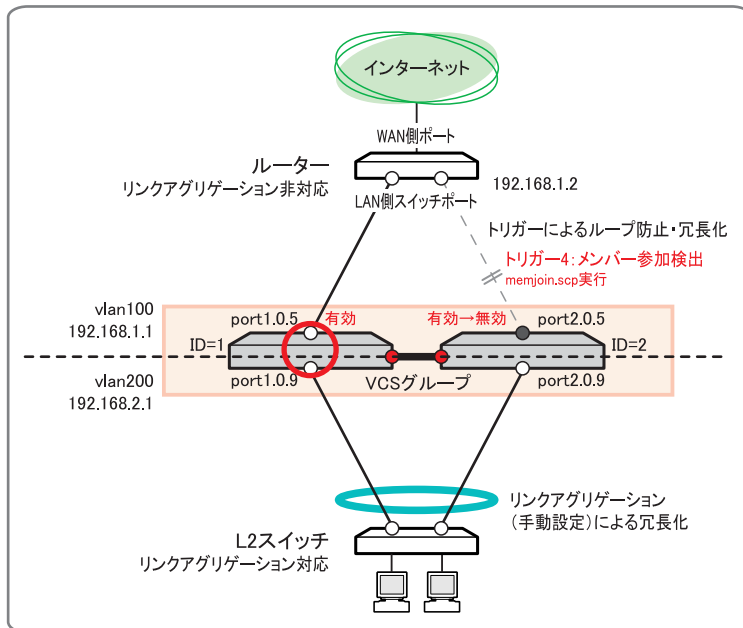 インターネット
WAN側ポート
ルーター
リンクアグリゲーション非対応
192.168.1.2
LAN側スイッチポート
トリガーによるループ防止・冗長化
トリガー4:メンバー参加検出
memjoin.scp実行
vlan100
192.168.1.1
port1.0.5
有効
有効→無効
port2.0.5
ID=1
ID=2
vlan200
192.168.2.1
port1.0.9
VCSグループ
port2.0.9
リンクアグリゲーション
(手動設定)による冗長化
L2スイッチ
リンクアグリゲーション対応